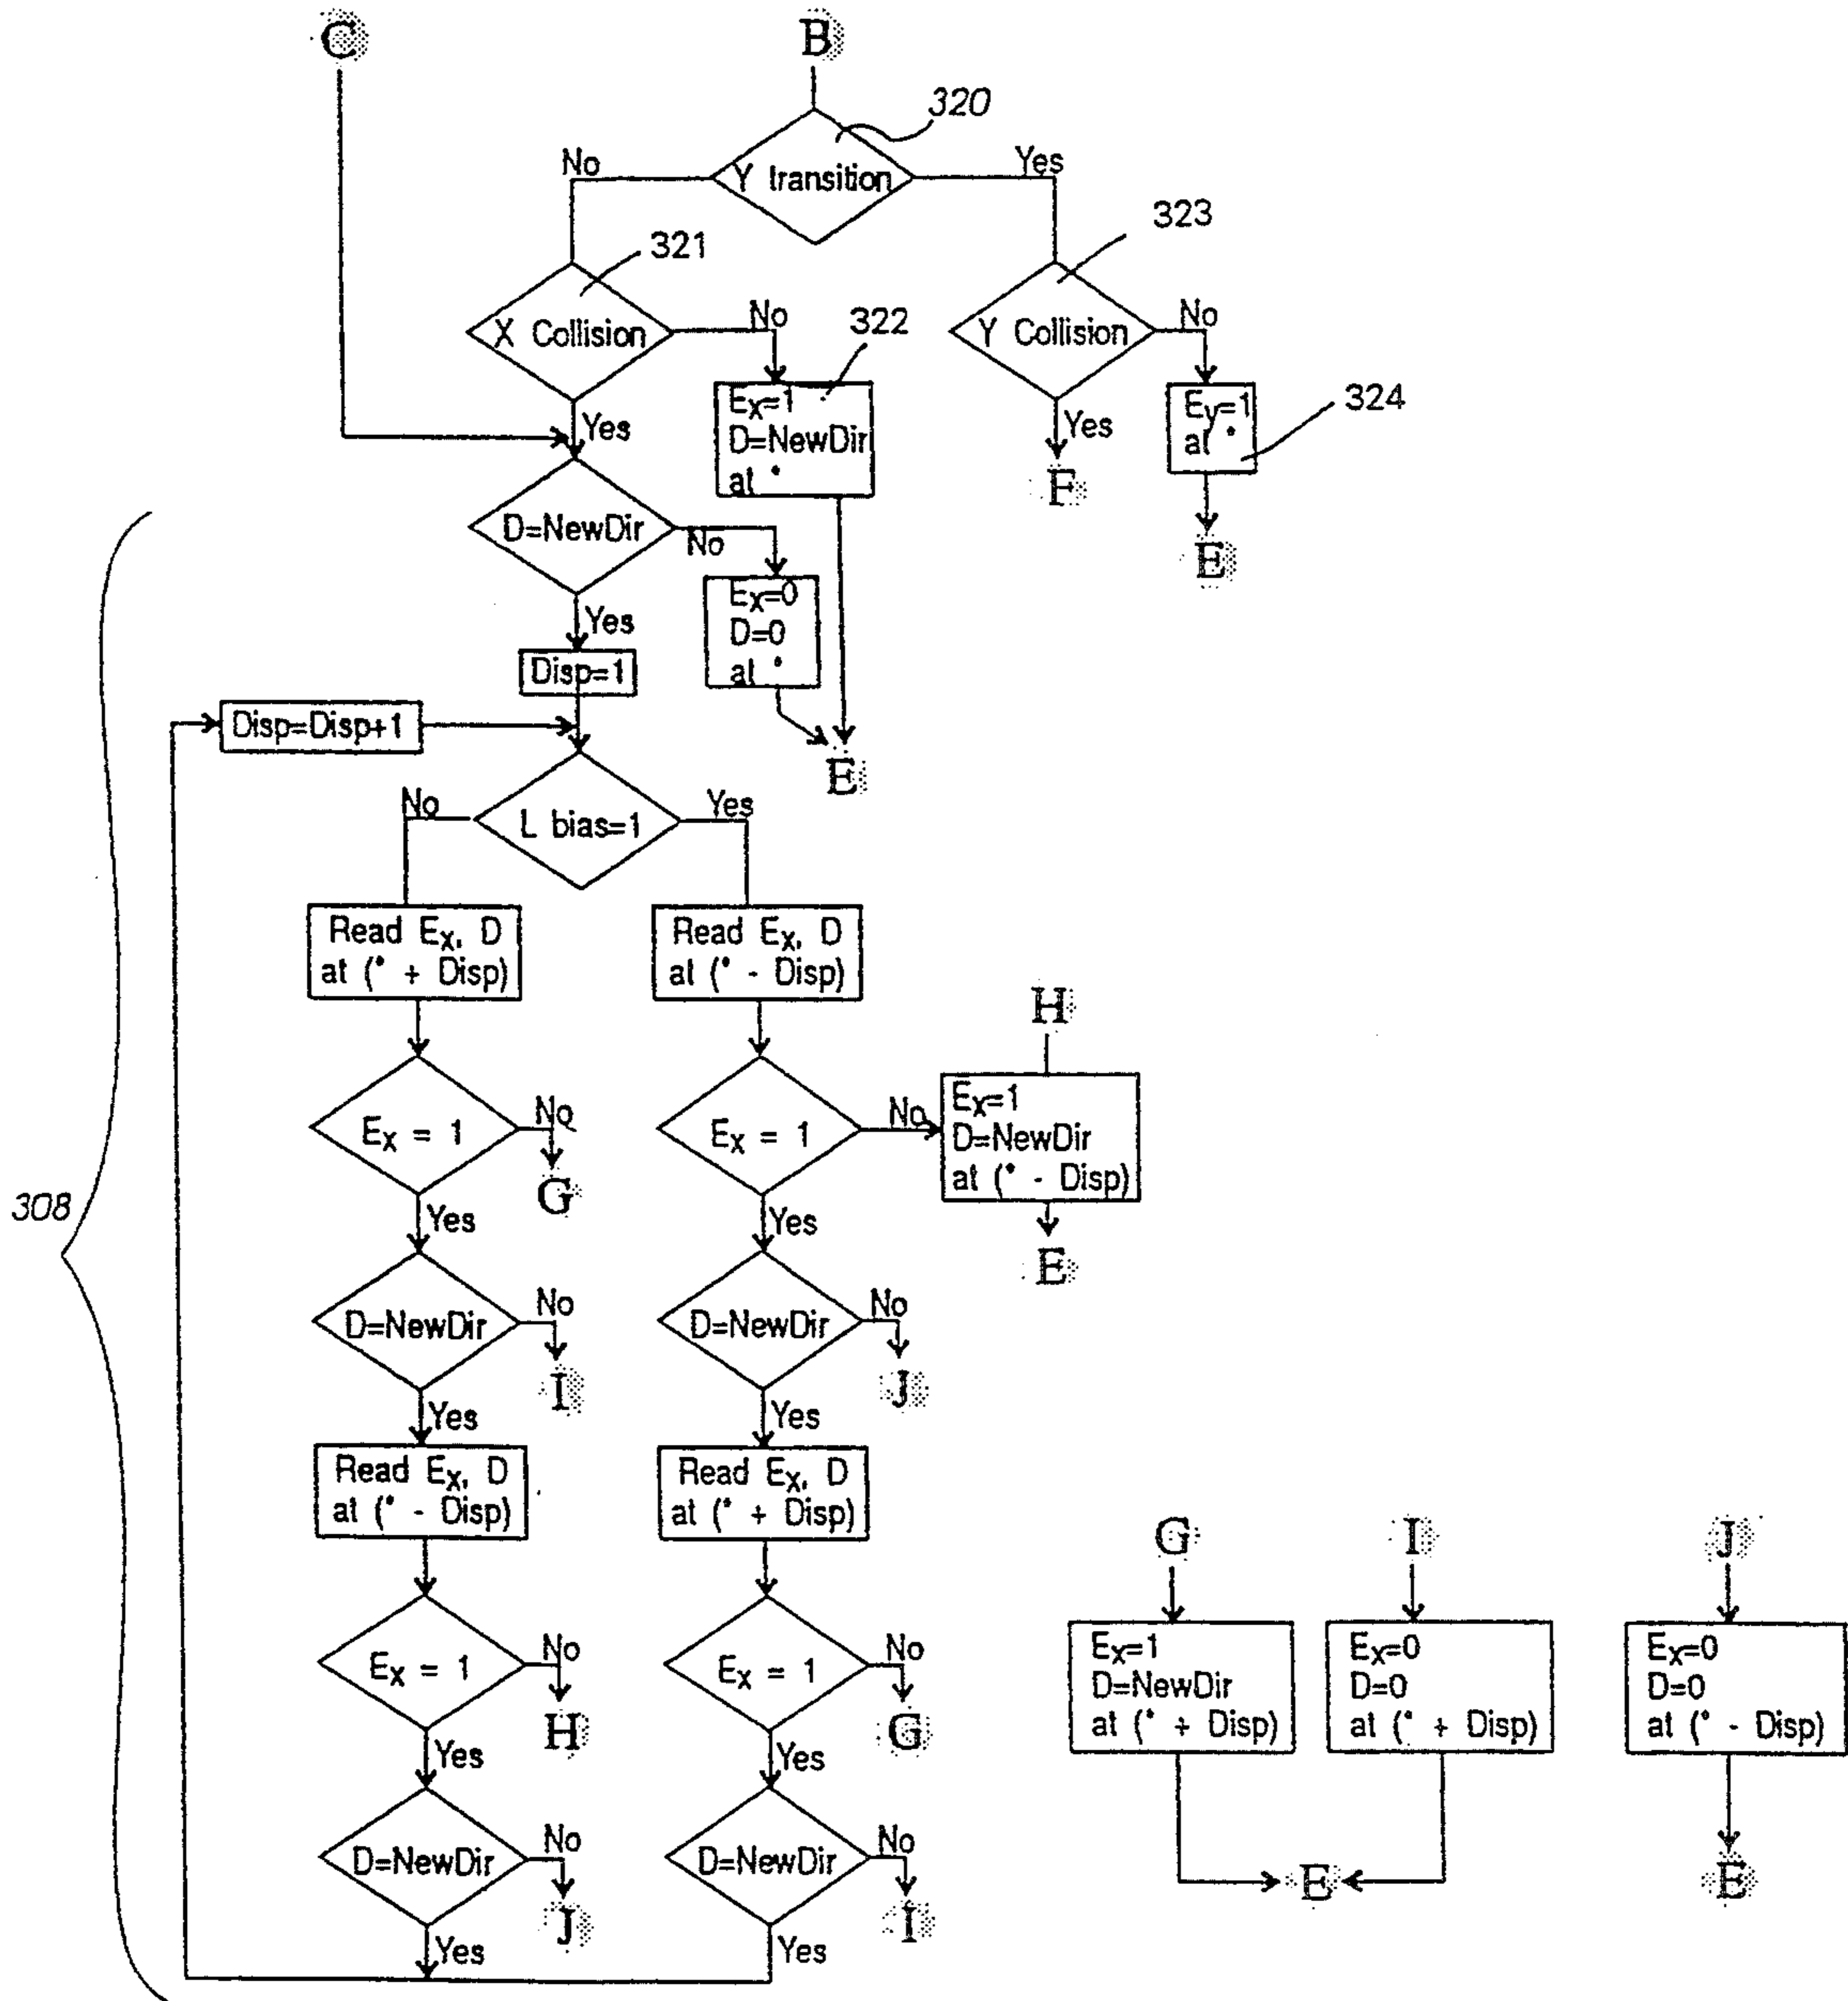 C
B
320
No
Y transition
Yes
321
323
X Collision
No
322
Y Collision
No
Yes
Ex=1
D=NewDir
at *
Yes
F
Ey=1
at *
324
E
D=NewDir
No
Yes
Ex=0
D=0
at *
Disp=1
Disp=Disp+1
E
No
L bias=1
Yes
Read Ex, D
at (* + Disp)
Read Ex, D
at (* - Disp)
H
Ex = 1
No
G
Ex = 1
No
Ex=1
D=NewDir
at (* - Disp)
E
308
Yes
Yes
D=NewDir
No
I
D=NewDir
No
J
Yes
Yes
Read Ex, D
at (* - Disp)
Read Ex, D
at (* + Disp)
G
I
J
Ex = 1
No
H
Ex = 1
No
G
Ex=1
D=NewDir
at (* + Disp)
Ex=0
D=0
at (* + Disp)
Ex=0
D=0
at (* - Disp)
Yes
Yes
D=NewDir
No
J
D=NewDir
No
I
E
E
Yes
Yes